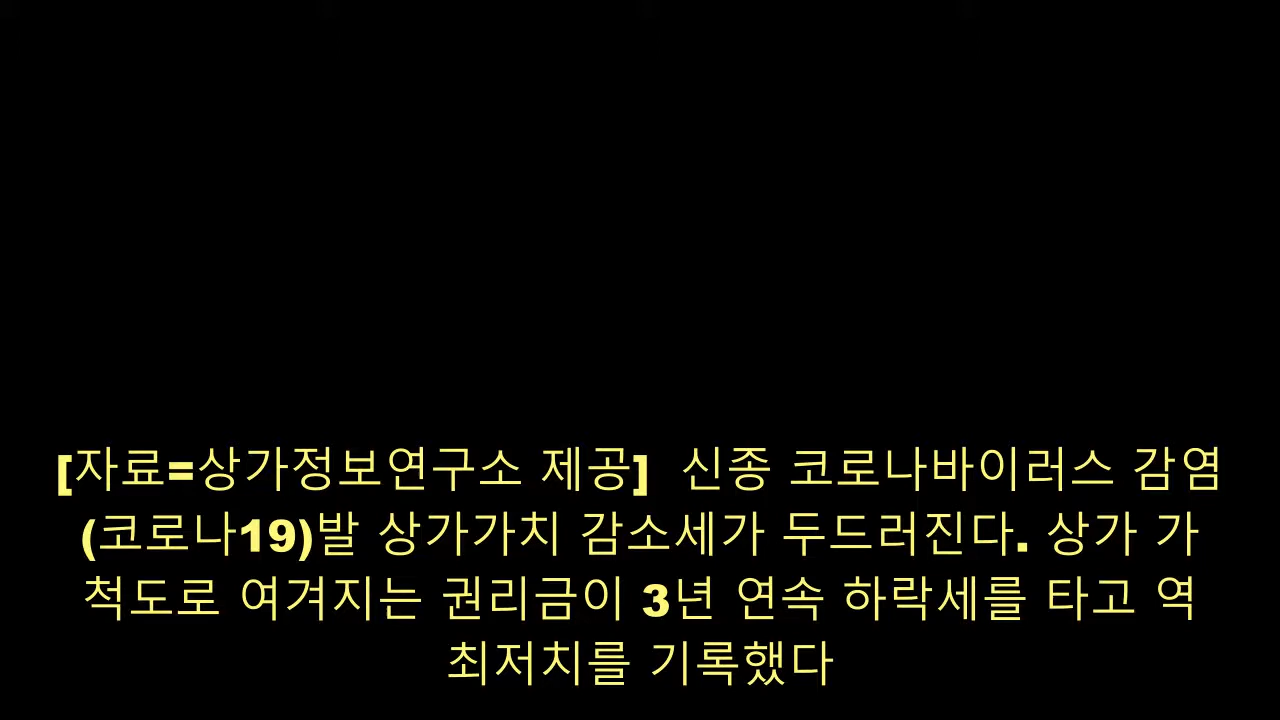 [자료=상가정보연구소 제공]  신종 코로나바이러스 감염
(코로나19)발 상가가치 감소세가 두드러진다. 상가 가
척도로 여겨지는 권리금이 3년 연속 하락세를 타고 역
최저치를 기록했다